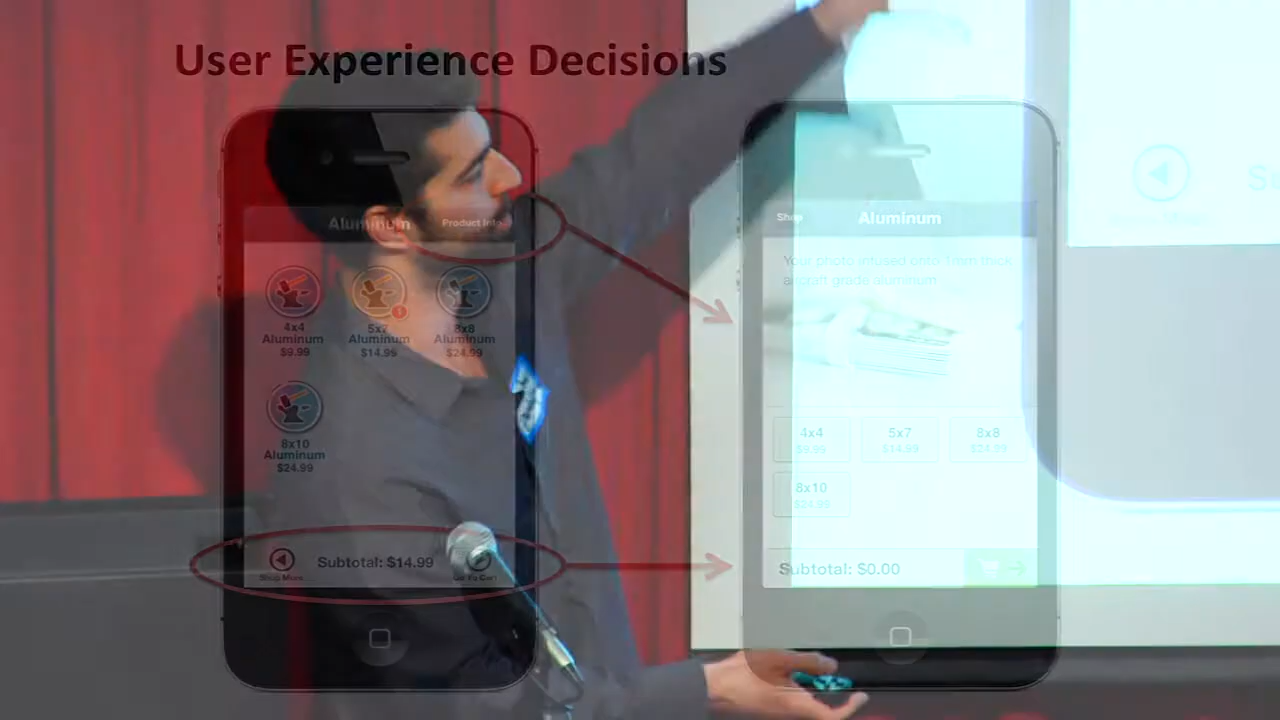 User Experience Decisions
Aluminum
Product Info
4x4
Aluminum
$9.99
5x7
Aluminum
$14.99
8x8
Aluminum
$24.99
8x10
Aluminum
$24.99
Shop More
Subtotal: $14.99
Go To Cart
Shop
Aluminum
Your photo infused onto 1mm thick,
aircraft grade aluminum.
4x4
$9.99
5x7
$14.99
8x8
$24.99
8x10
$24.99
Subtotal: $0.00